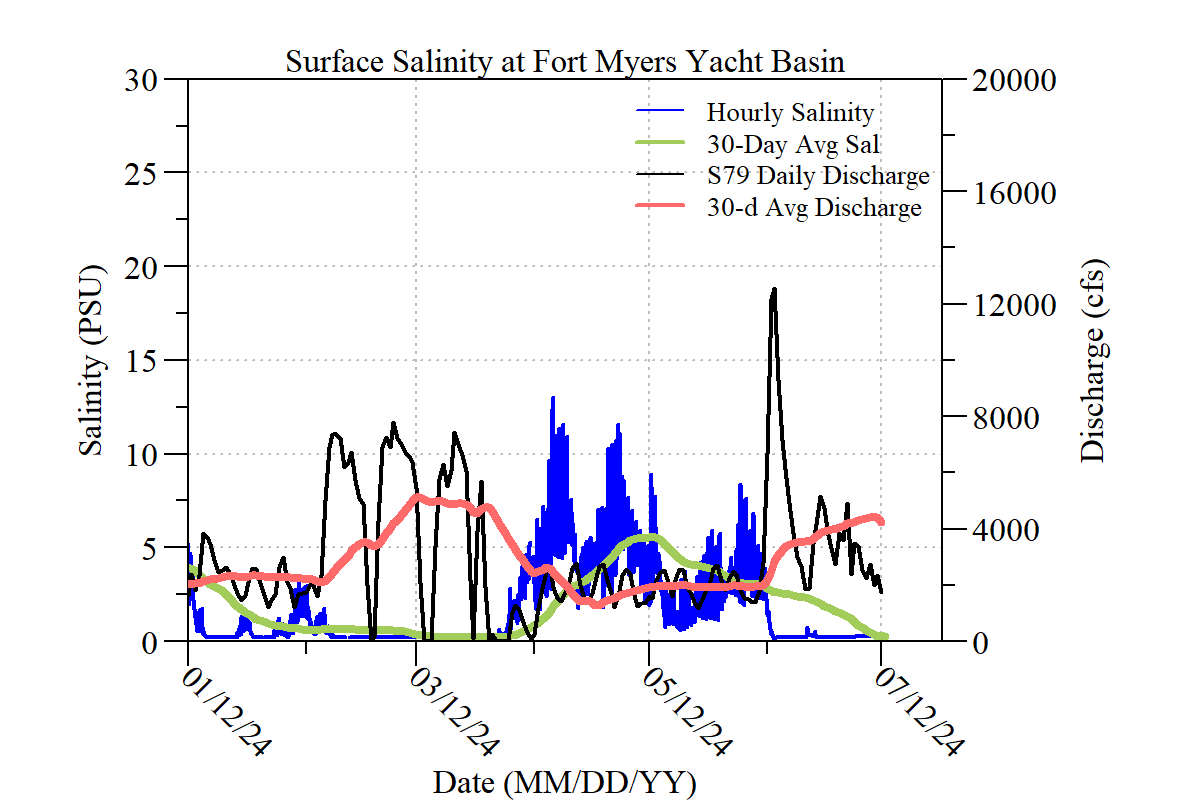 Surface Salinity at Fort Myers Yacht Basin
30
25
20
15
10
5
0
Salinity (PSU)
Hourly Salinity
30-Day Avg Sal
S79 Daily Discharge
30-d Avg Discharge
20000
16000
12000
8000
4000
0
Discharge (cfs)
01/12/24
03/12/24
05/12/24
07/12/24
Date (MM/DD/YY)